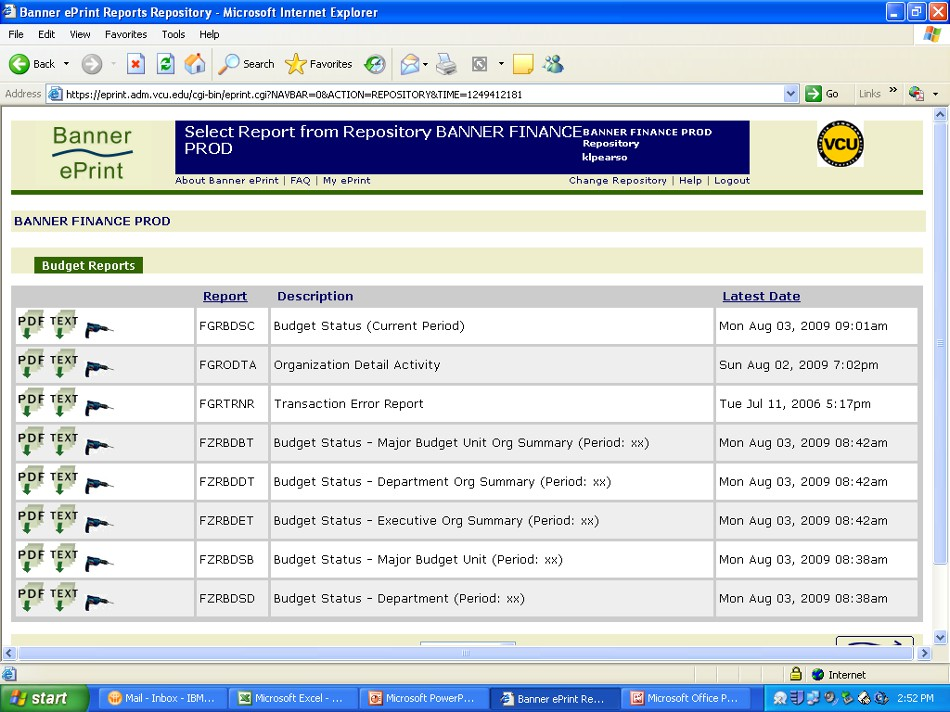 Banner ePrint Reports Repository - Microsoft Internet Explorer
File Edit View Favorites Tools Help
Back Search Favorites
Address https://eprint.adm.vcu.edu/cgi-bin/eprint.cgi?NAVBAR=0&ACTION=REPOSITORY&TIME=1249412181 Go Links »
Banner
ePrint
Select Report from Repository BANNER FINANCE
PROD
BANNER FINANCE PROD
Repository
klpearso
VCU
About Banner ePrint | FAQ | My ePrint Change Repository | Help | Logout
BANNER FINANCE PROD
Budget Reports
Report Description Latest Date
PDF TEXT FGRBDSC Budget Status (Current Period) Mon Aug 03, 2009 09:01am
PDF TEXT FGRODTA Organization Detail Activity Sun Aug 02, 2009 7:02pm
PDF TEXT FGRTRNR Transaction Error Report Tue Jul 11, 2006 5:17pm
PDF TEXT FZRBDBT Budget Status - Major Budget Unit Org Summary (Period: xx) Mon Aug 03, 2009 08:42am
PDF TEXT FZRBDDT Budget Status - Department Org Summary (Period: xx) Mon Aug 03, 2009 08:42am
PDF TEXT FZRBDET Budget Status - Executive Org Summary (Period: xx) Mon Aug 03, 2009 08:42am
PDF TEXT FZRBDSB Budget Status - Major Budget Unit (Period: xx) Mon Aug 03, 2009 08:38am
PDF TEXT FZRBDSD Budget Status - Department (Period: xx) Mon Aug 03, 2009 08:38am
Internet
start Mail - Inbox - IBM... Microsoft Excel - ... Microsoft PowerP... Banner ePrint Re... Microsoft Office P... 2:52 PM